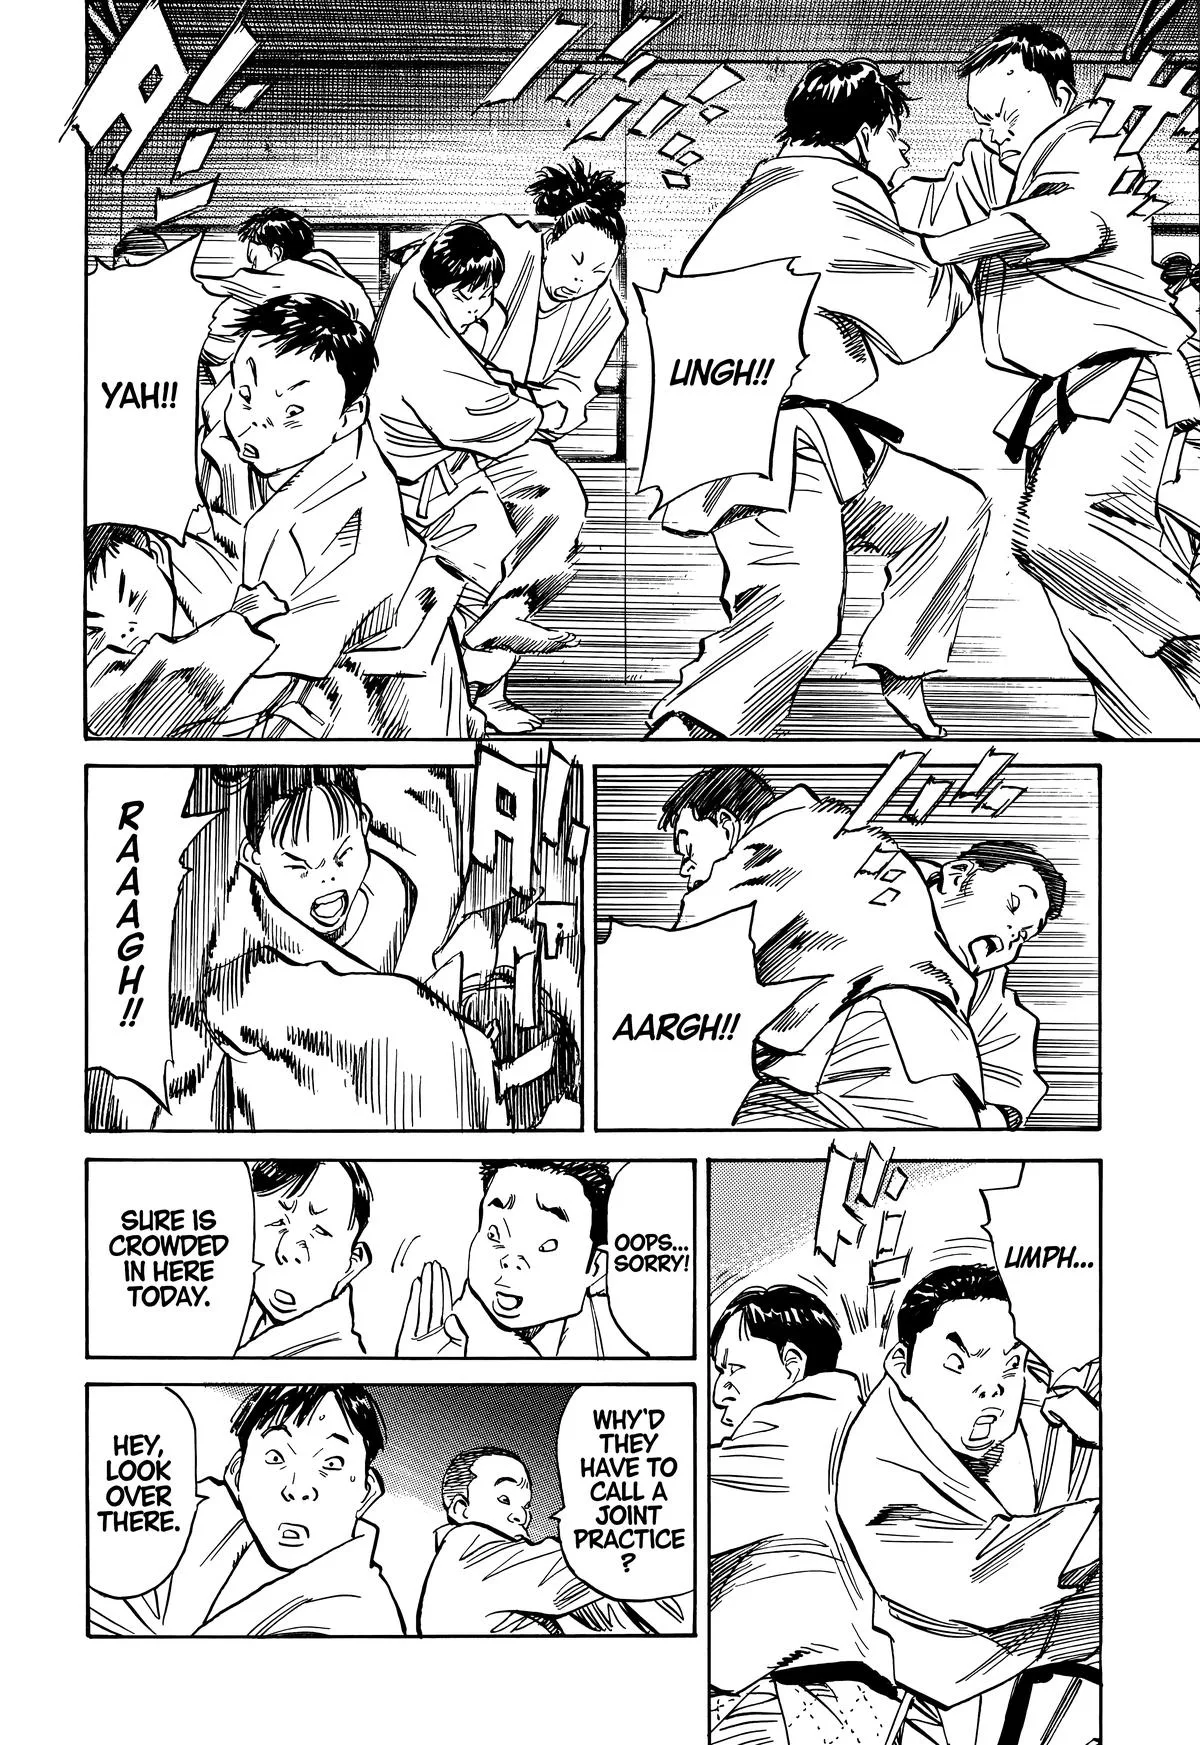 UNGH!!
YAH!!
AARGH!!
RAAAGH!!
UMPH...
OOPS...
SORRY!
SURE IS
CROWDED
IN HERE
TODAY.
WHY'D
THEY
HAVE TO
CALL A
JOINT
PRACTICE
?
HEY,
LOOK
OVER
THERE.